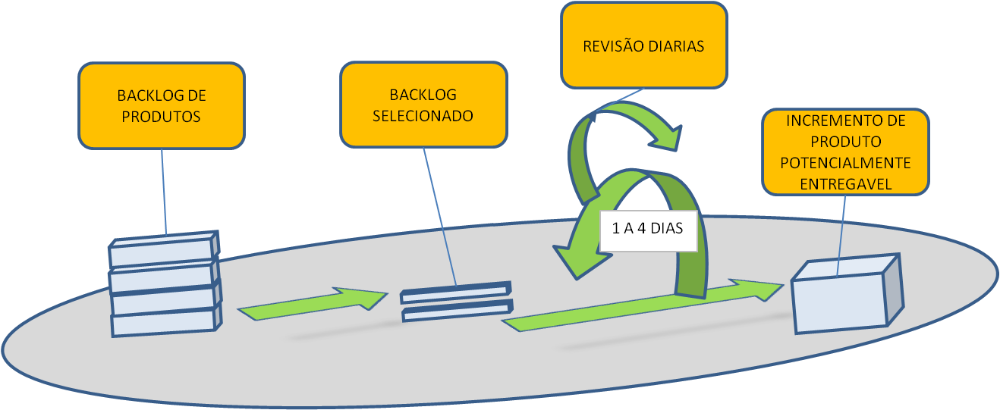 BACKLOG DE
PRODUTOS
BACKLOG
SELECIONADO
REVISÃO DIARIAS
1 A 4 DIAS
INCREMENTO DE
PRODUTO
POTENCIALMENTE
ENTREGAVEL